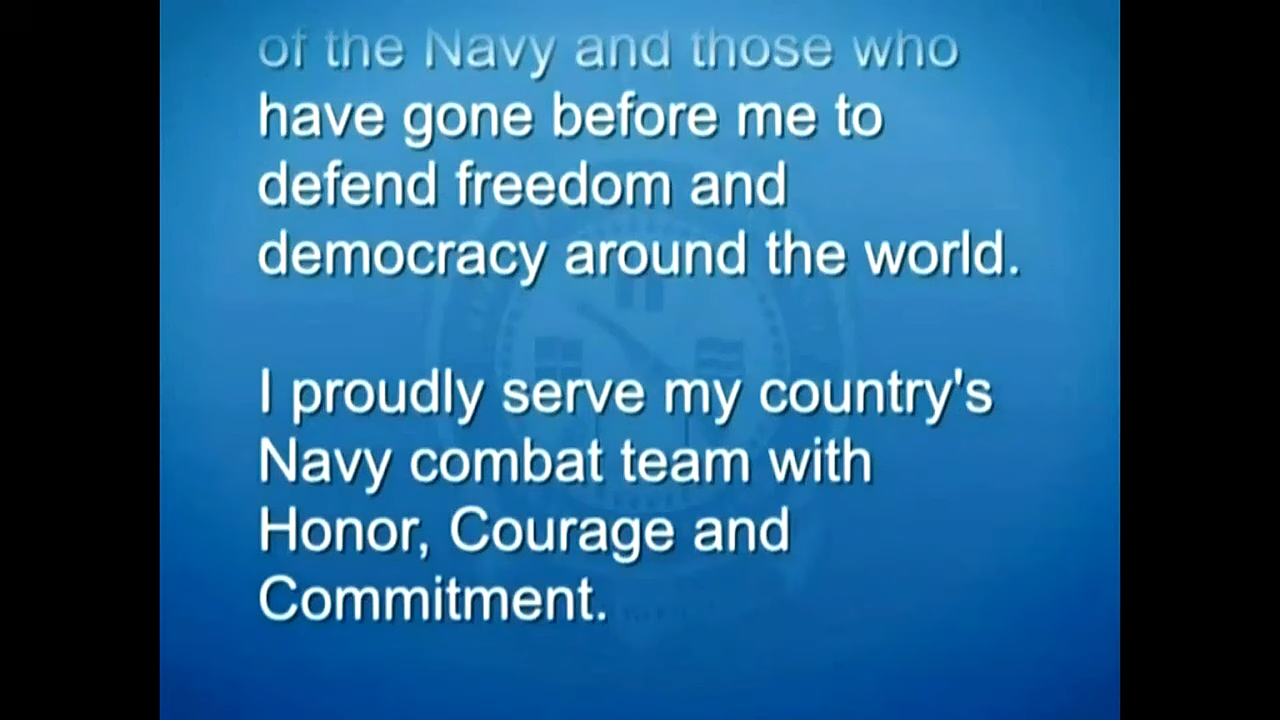 of the Navy and those who
have gone before me to
defend freedom and
democracy around the world.
I proudly serve my country's
Navy combat team with
Honor, Courage and
Commitment.